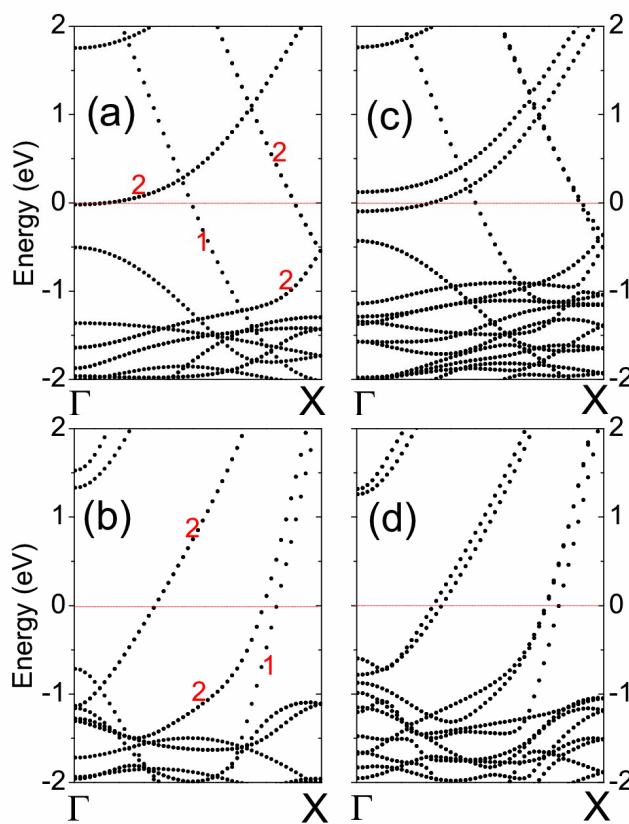 2 2
(a) (c)
1 1
2
2
0 0
1
2
-1 -1
-2 -2
Energy (eV)
Γ X Γ X
2 2
(b) (d)
1 1
2
0 0
1
2
-1 -1
-2 -2
Energy (eV)
Γ X Γ X